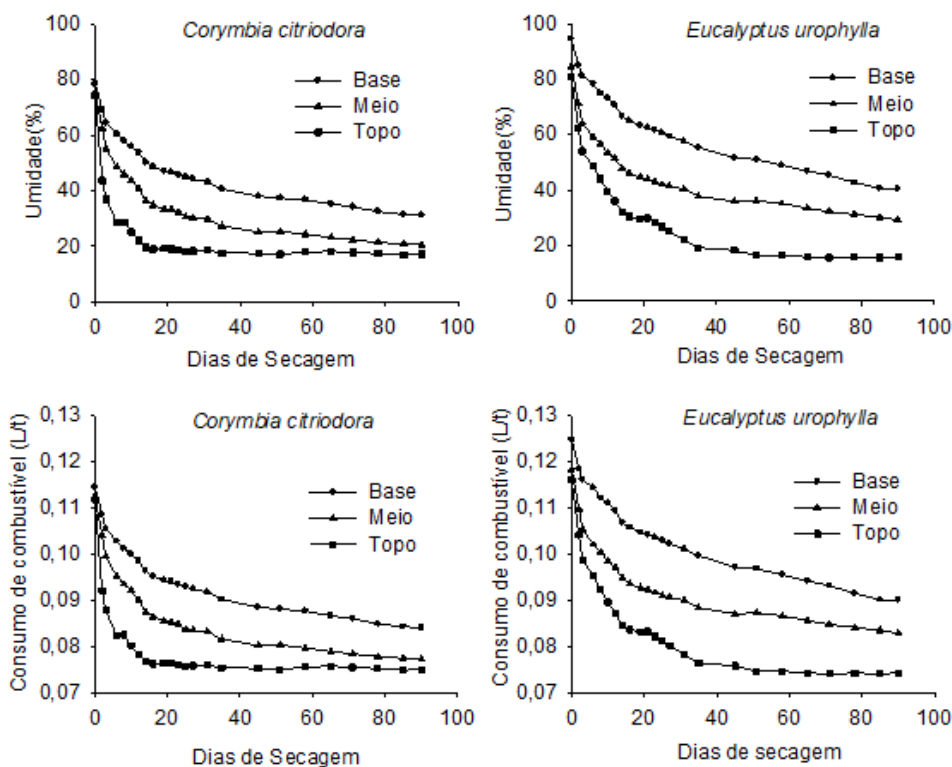 Corymbia citriodora
Umidade(%)
100
80
60
40
20
0
Base
Meio
Topo
0 20 40 60 80 100
Dias de Secagem
Eucalyptus urophylla
Umidade(%)
100
80
60
40
20
0
Base
Meio
Topo
0 20 40 60 80 100
Dias de Secagem
Corymbia citriodora
Consumo de combustível (L/t)
0,13
0,12
0,11
0,10
0,09
0,08
0,07
Base
Meio
Topo
0 20 40 60 80 100
Dias de Secagem
Eucalyptus urophylla
Consumo de combustível (L/t)
0,13
0,12
0,11
0,10
0,09
0,08
0,07
Base
Meio
Topo
0 20 40 60 80 100
Dias de secagem